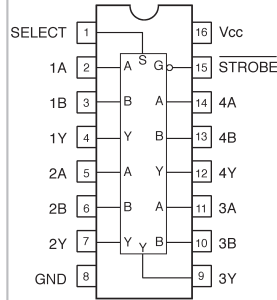 SELECT 1 S 16 Vcc
1A 2 A G 15 STROBE
1B 3 B A 14 4A
1Y 4 Y B 13 4B
2A 5 A Y 12 4Y
2B 6 B A 11 3A
2Y 7 Y Y B 10 3B
GND 8 9 3Y